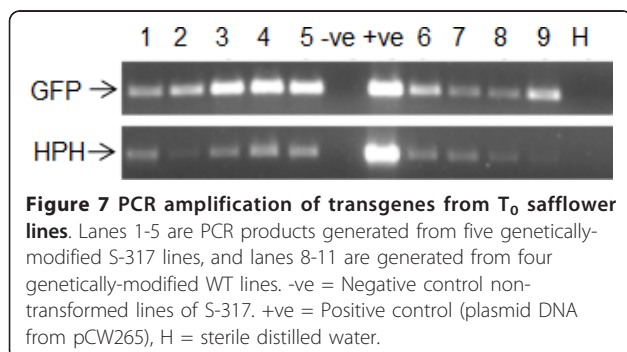 1 2 3 4 5 -ve +ve 6 7 8 9 H
GFP →
HPH→
Figure 7 PCR amplification of transgenes from T₀ safflower
lines. Lanes 1-5 are PCR products generated from five genetically-
modified S-317 lines, and lanes 8-11 are generated from four
genetically-modified WT lines. -ve = Negative control non-
transformed lines of S-317. +ve = Positive control (plasmid DNA
from pCW265), H = sterile distilled water.